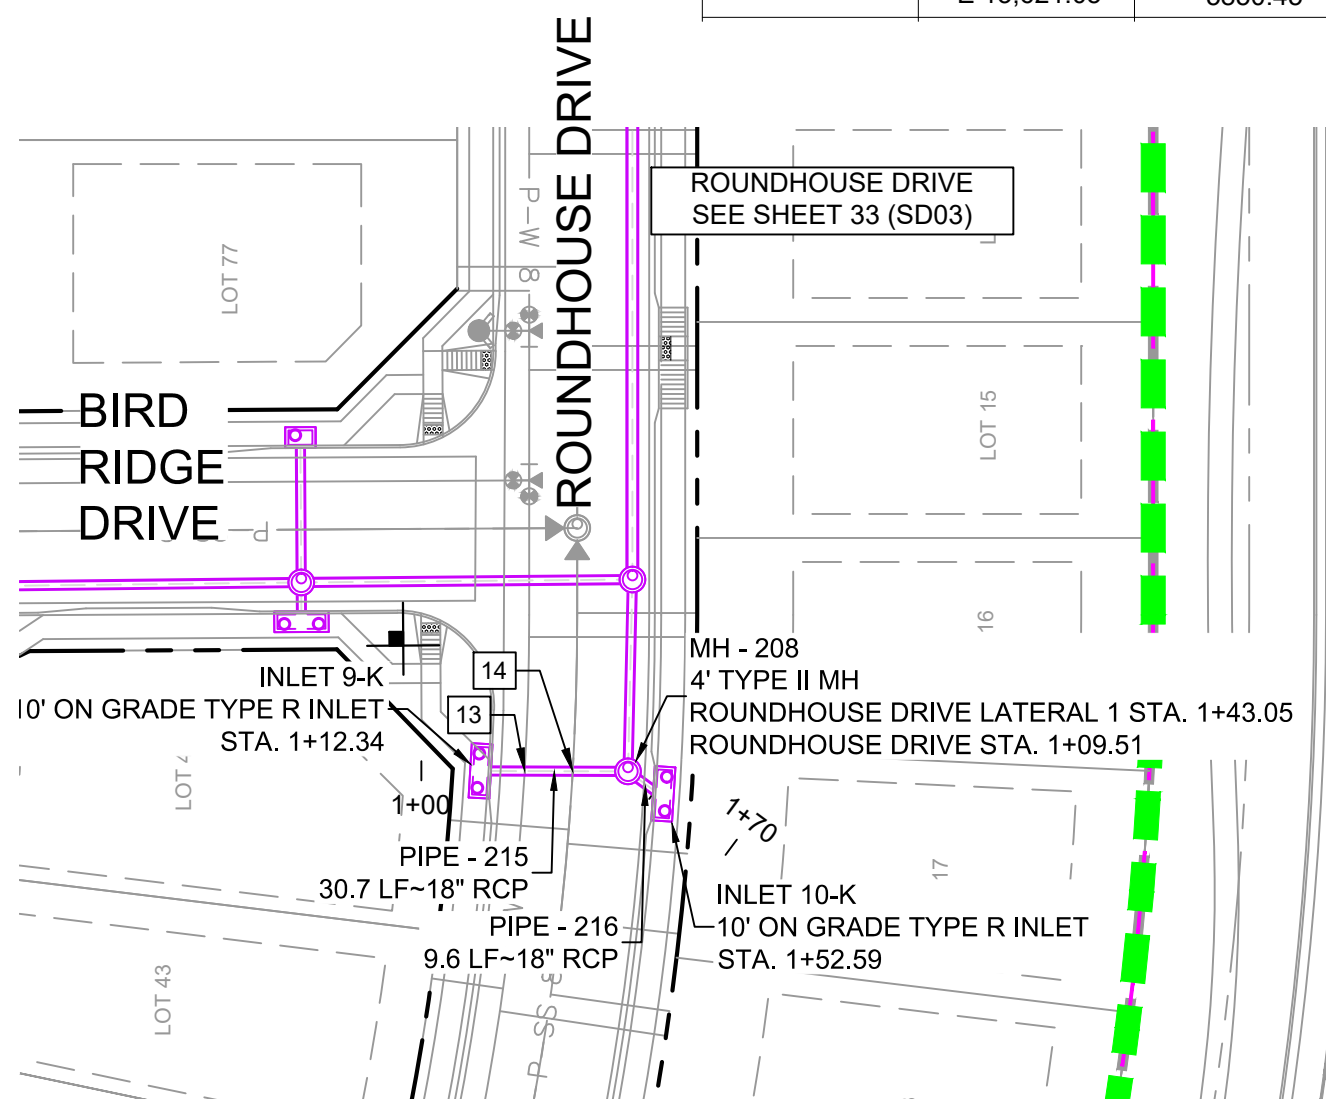 ROUNDHOUSE DRIVE
ROUNDHOUSE DRIVE
SEE SHEET 33 (SD03)
P-W 8
LOT 77
BIRD
RIDGE
DRIVE
P
LOT 15
16
MH - 208
4' TYPE II MH
ROUNDHOUSE DRIVE LATERAL 1 STA. 1+43.05
ROUNDHOUSE DRIVE STA. 1+09.51
INLET 9-K
10' ON GRADE TYPE R INLET
STA. 1+12.34
14
13
LOT
1+00
1+70
PIPE - 215
30.7 LF~18" RCP
17
INLET 10-K
10' ON GRADE TYPE R INLET
STA. 1+52.59
PIPE - 216
9.6 LF~18" RCP
LOT 43
SS
P